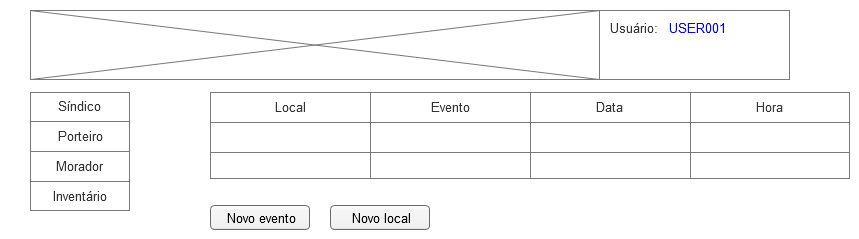 Usuário: USER001
Síndico
Porteiro
Morador
Inventário
Local Evento Data Hora
Novo evento Novo local